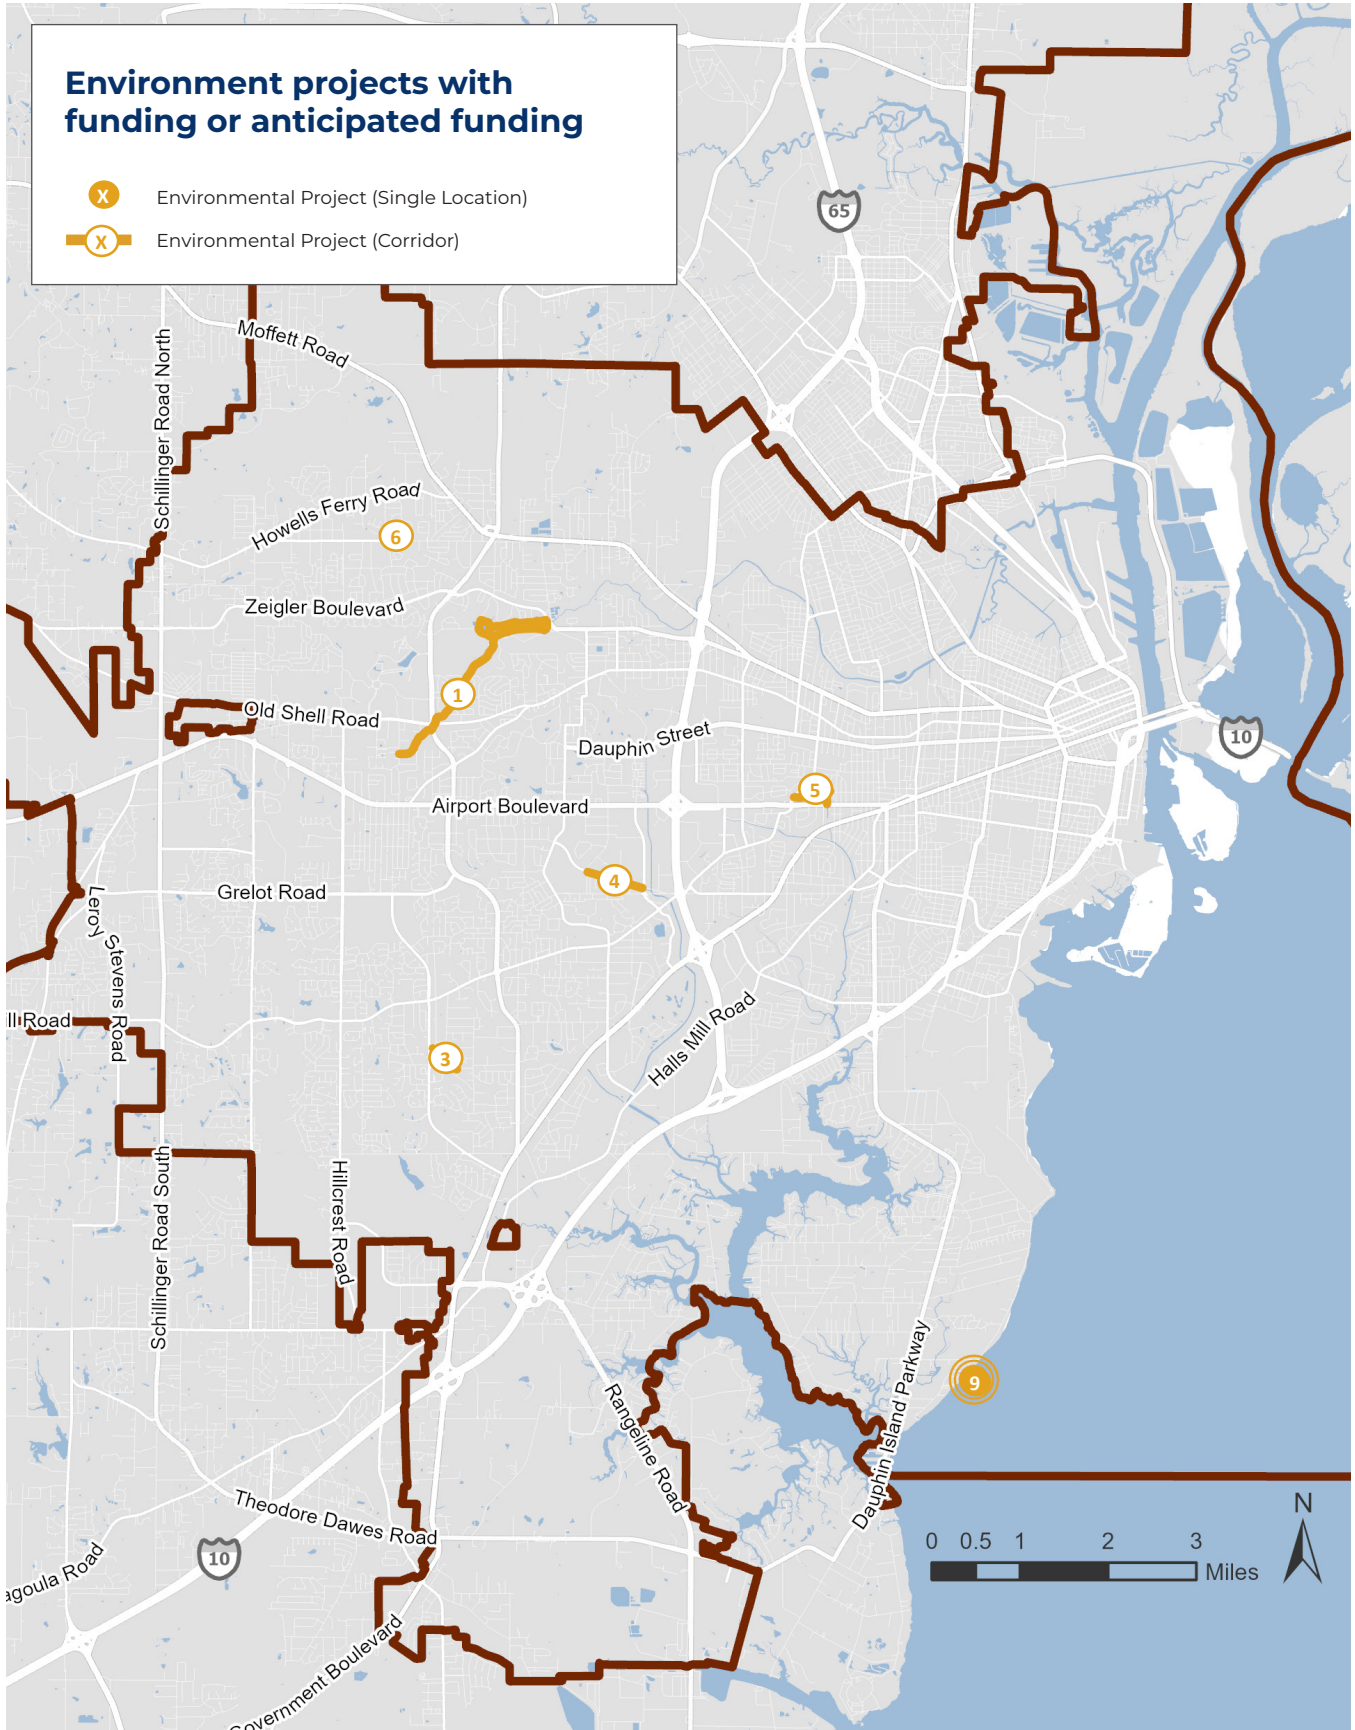 Environment projects with
funding or anticipated funding
X Environmental Project (Single Location)
X Environmental Project (Corridor)
65
Moffett Road
Schillinger Road North
Howells Ferry Road
6
Zeigler Boulevard
1
Old Shell Road
Dauphin Street
10
5
Airport Boulevard
4
Grelot Road
Leroy Stevens Road
ll Road
Halls Mill Road
3
Schillinger Road South
Hillcrest Road
9
Dauphin Island Parkway
Rangeline Road
Theodore Dawes Road
10
agoula Road
Government Boulevard
N
0 0.5 1 2 3
Miles